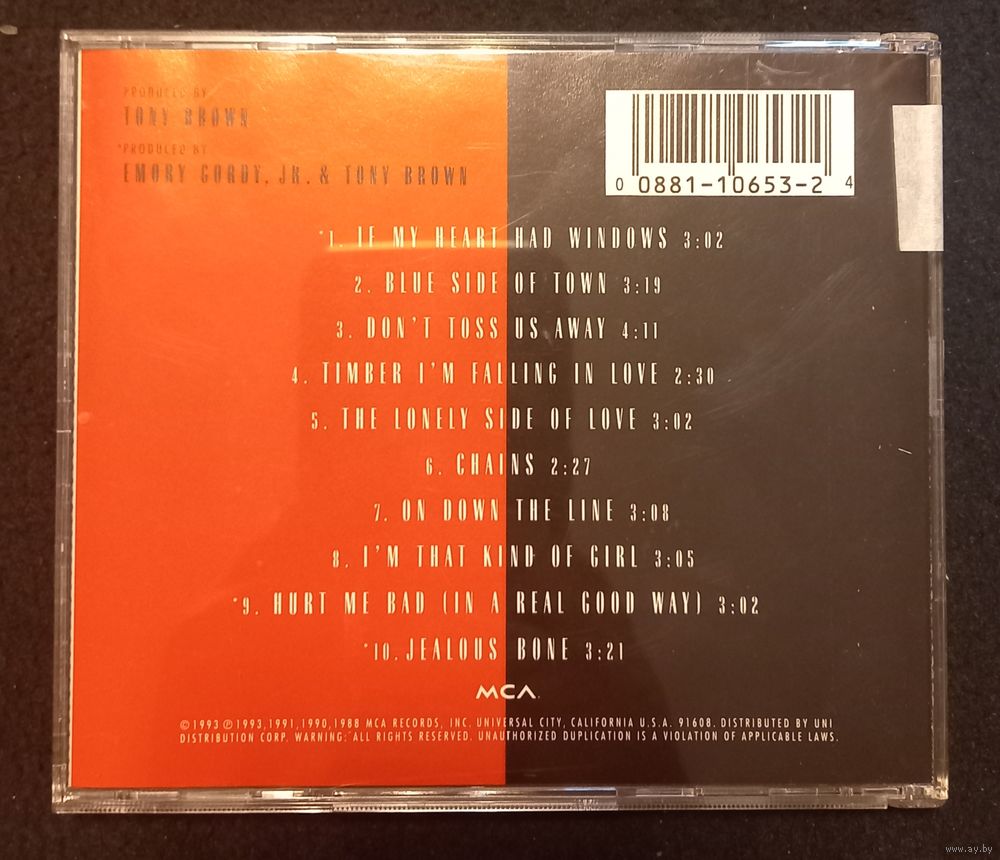 PRODUCED BY
TONY BROWN
*PRODUCED BY
EMORY GORDY, JR. & TONY BROWN
0 0881-10653-2 4
*1. IF MY HEART HAD WINDOWS 3:02
2. BLUE SIDE OF TOWN 3:19
3. DON'T TOSS US AWAY 4:11
4. TIMBER I'M FALLING IN LOVE 2:30
5. THE LONELY SIDE OF LOVE 3:02
6. CHAINS 2:27
7. ON DOWN THE LINE 3:08
8. I'M THAT KIND OF GIRL 3:05
*9. HURT ME BAD (IN A REAL GOOD WAY) 3:02
*10. JEALOUS BONE 3:21
MCA
©1993 ℗1993,1991,1990,1988 MCA RECORDS, INC. UNIVERSAL CITY, CALIFORNIA U.S.A. 91608. DISTRIBUTED BY UNI
DISTRIBUTION CORP. WARNING: ALL RIGHTS RESERVED. UNAUTHORIZED DUPLICATION IS A VIOLATION OF APPLICABLE LAWS.
www.ay.by